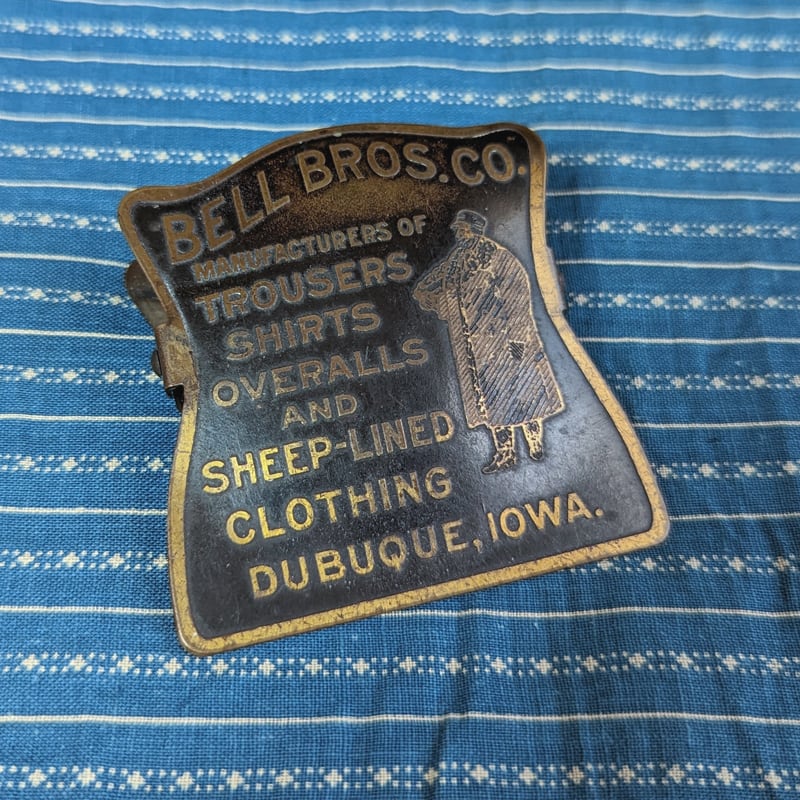 BELL BROS. CO.
MANUFACTURERS OF
TROUSERS
SHIRTS
OVERALLS
AND
SHEEP-LINED
CLOTHING
DUBUQUE, IOWA.